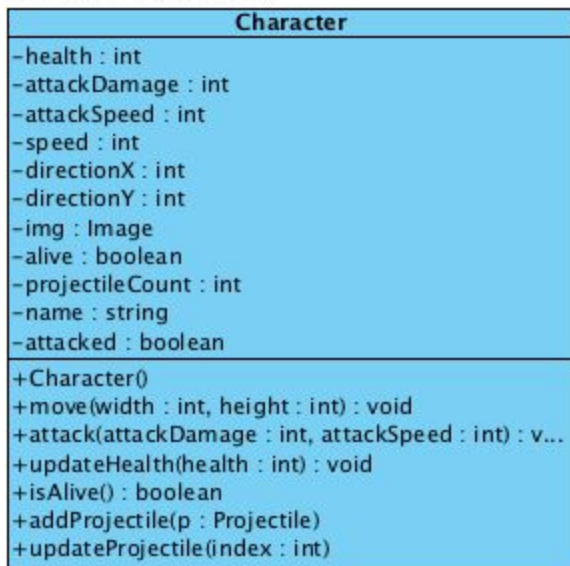 Character
-health : int
-attackDamage : int
-attackSpeed : int
-speed : int
-directionX : int
-directionY : int
-img : Image
-alive : boolean
-projectileCount : int
-name : string
-attacked : boolean
+Character()
+move(width : int, height : int) : void
+attack(attackDamage : int, attackSpeed : int) : v...
+updateHealth(health : int) : void
+isAlive() : boolean
+addProjectile(p : Projectile)
+updateProjectile(index : int)